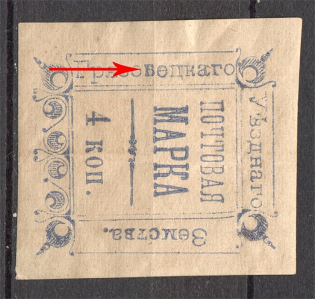 Грязовецкаго
Уѣзднаго
Земства.
ПОЧТОВАЯ
МАРКА
4 коп.